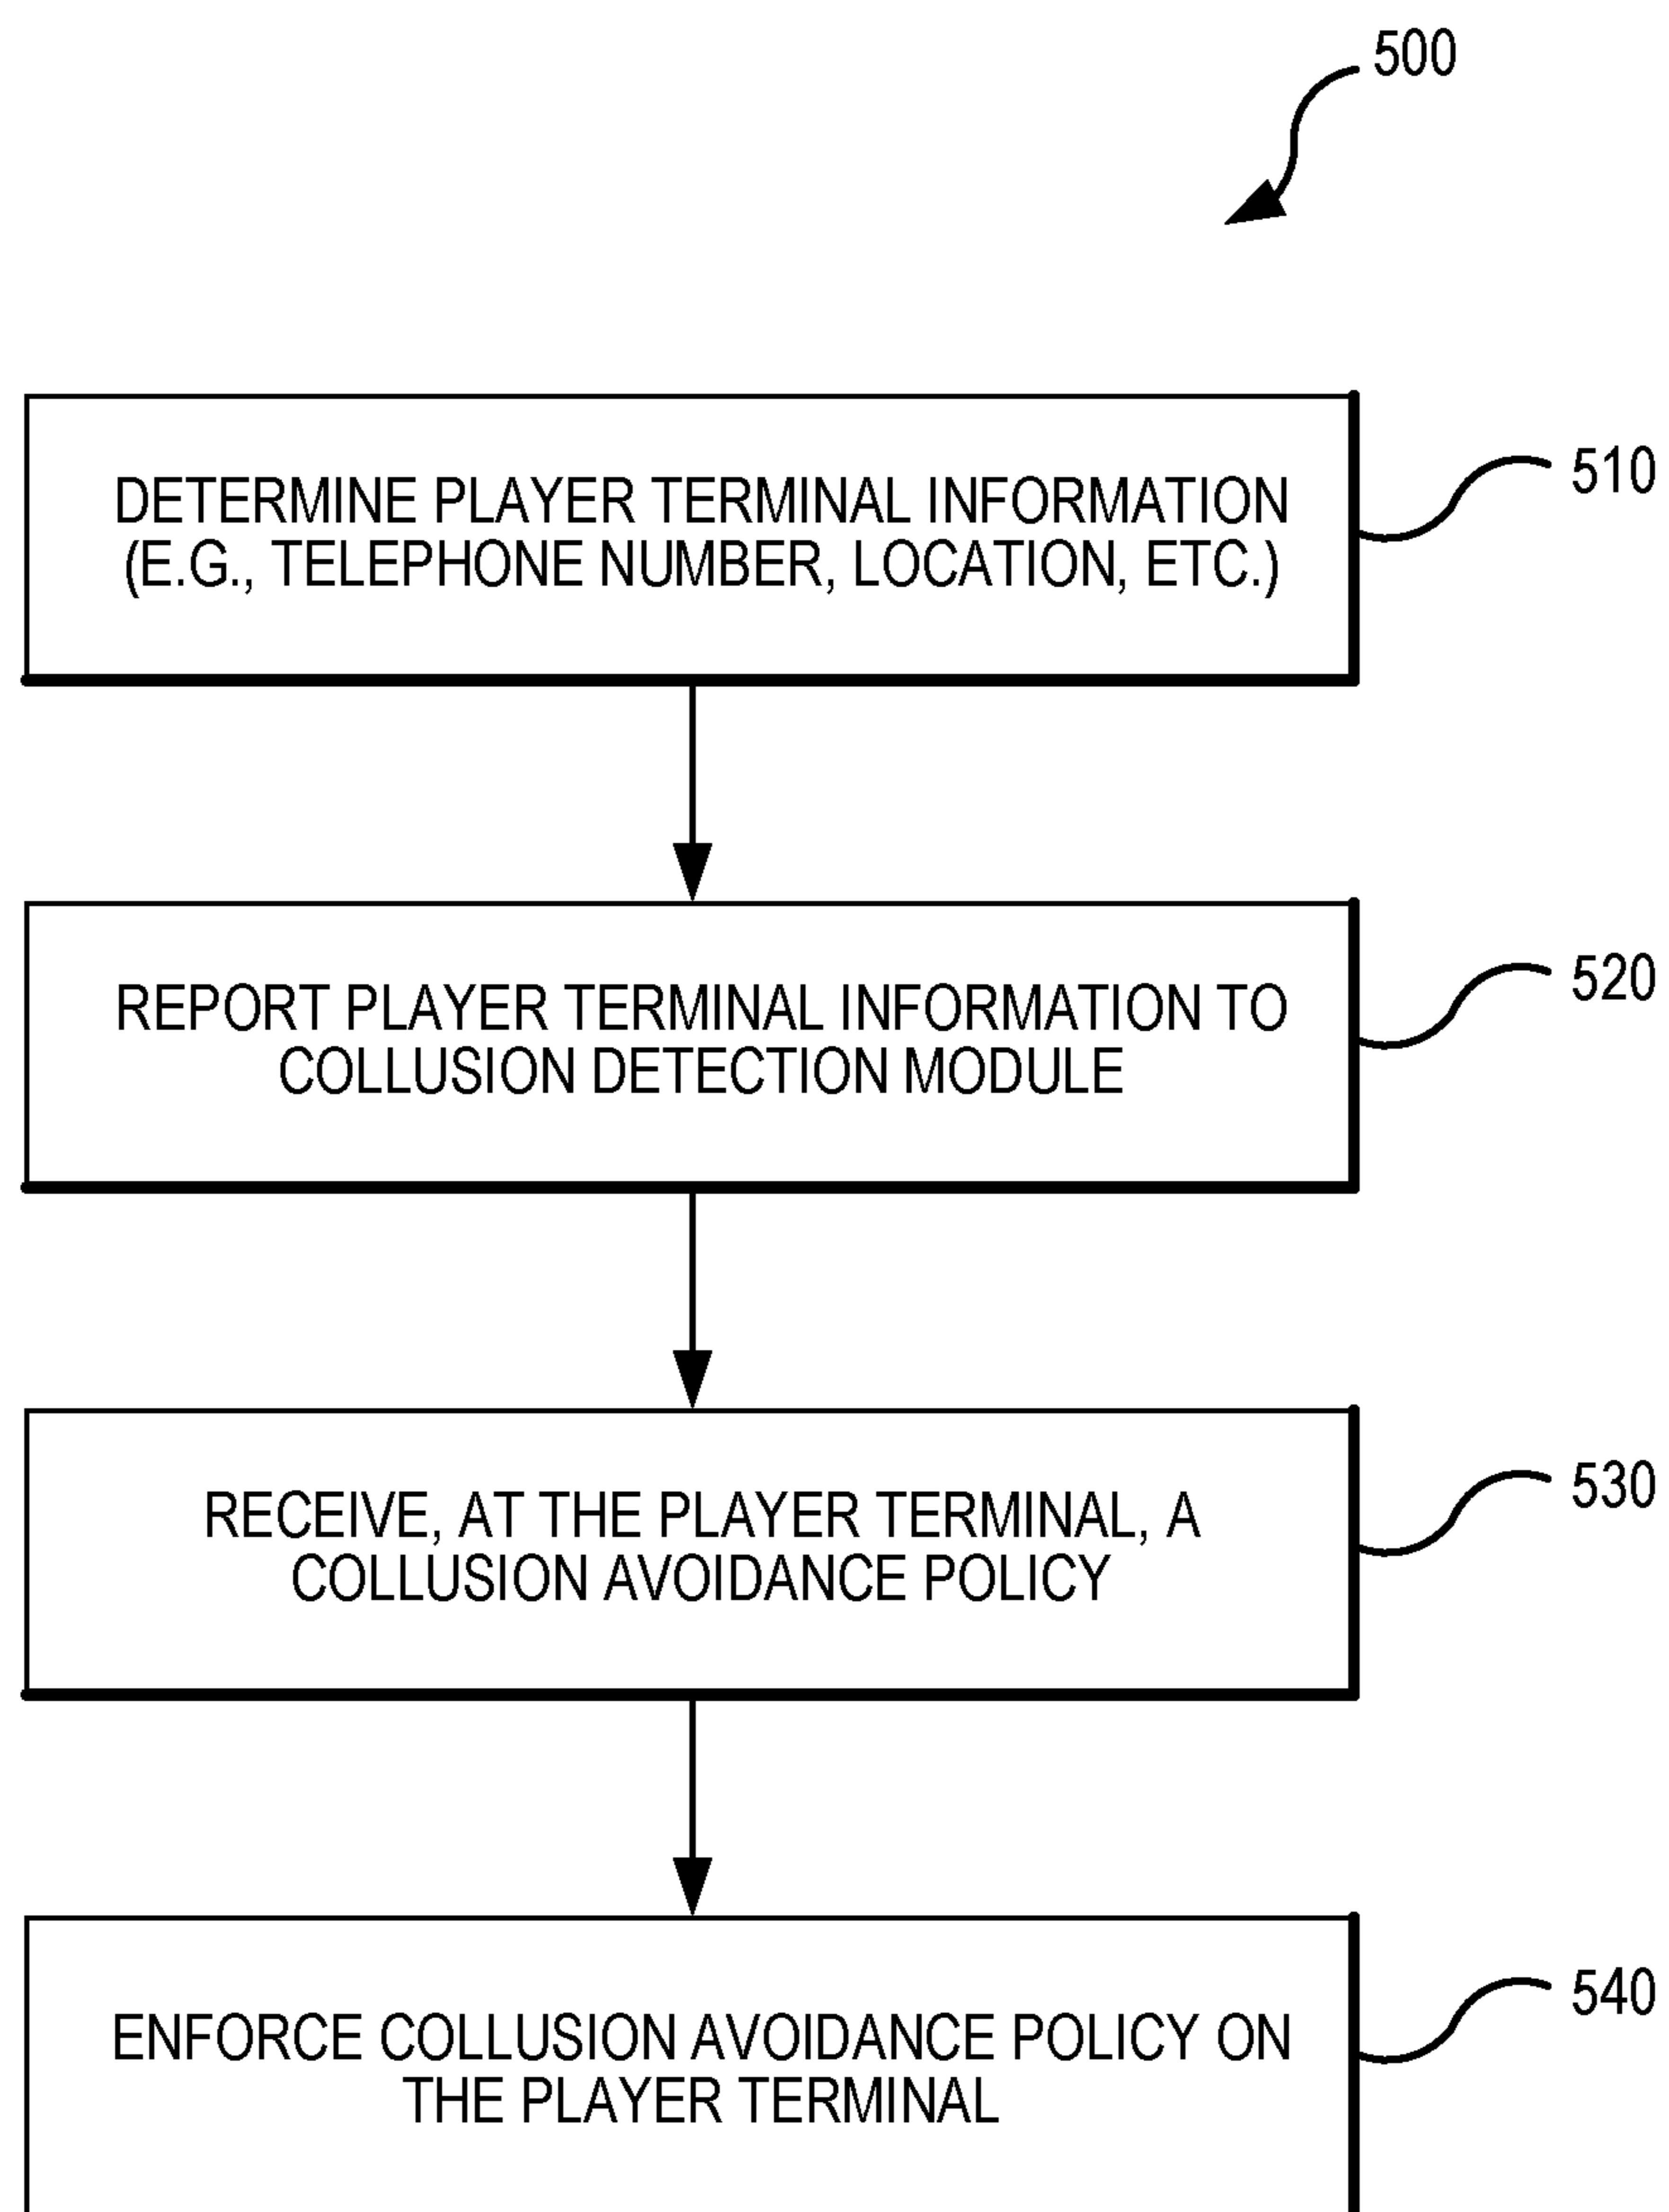 500
DETERMINE PLAYER TERMINAL INFORMATION
(E.G., TELEPHONE NUMBER, LOCATION, ETC.)
510
REPORT PLAYER TERMINAL INFORMATION TO
COLLUSION DETECTION MODULE
520
RECEIVE, AT THE PLAYER TERMINAL, A
COLLUSION AVOIDANCE POLICY
530
ENFORCE COLLUSION AVOIDANCE POLICY ON
THE PLAYER TERMINAL
540